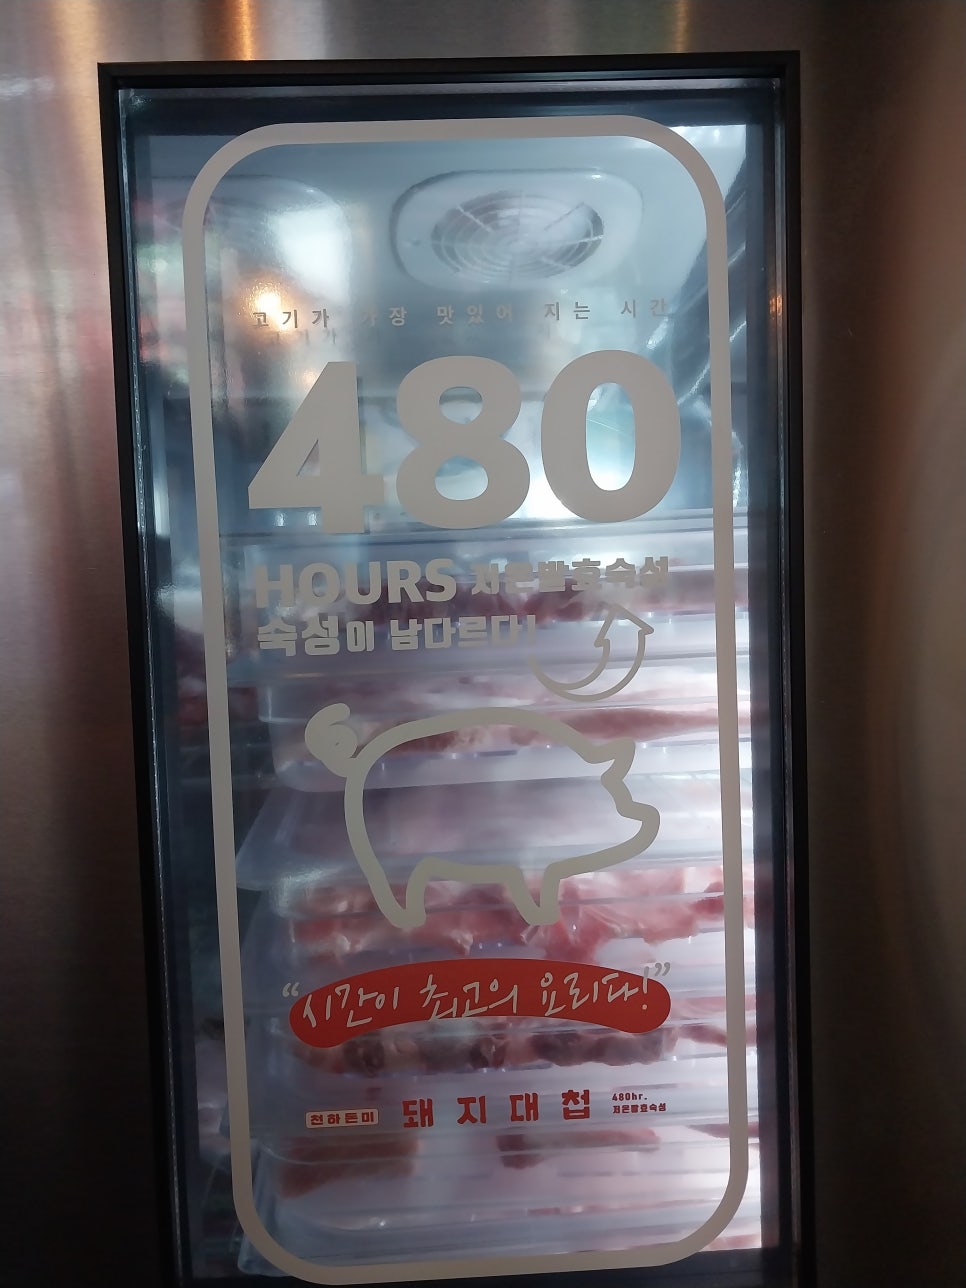 고기가 가장 맛있어 지는 시간
480
HOURS 저온발효숙성
숙성이 남다르다!
“시간이 최고의 요리다!”
천하돈미 돼지대첩 480hr.
저온발효숙성